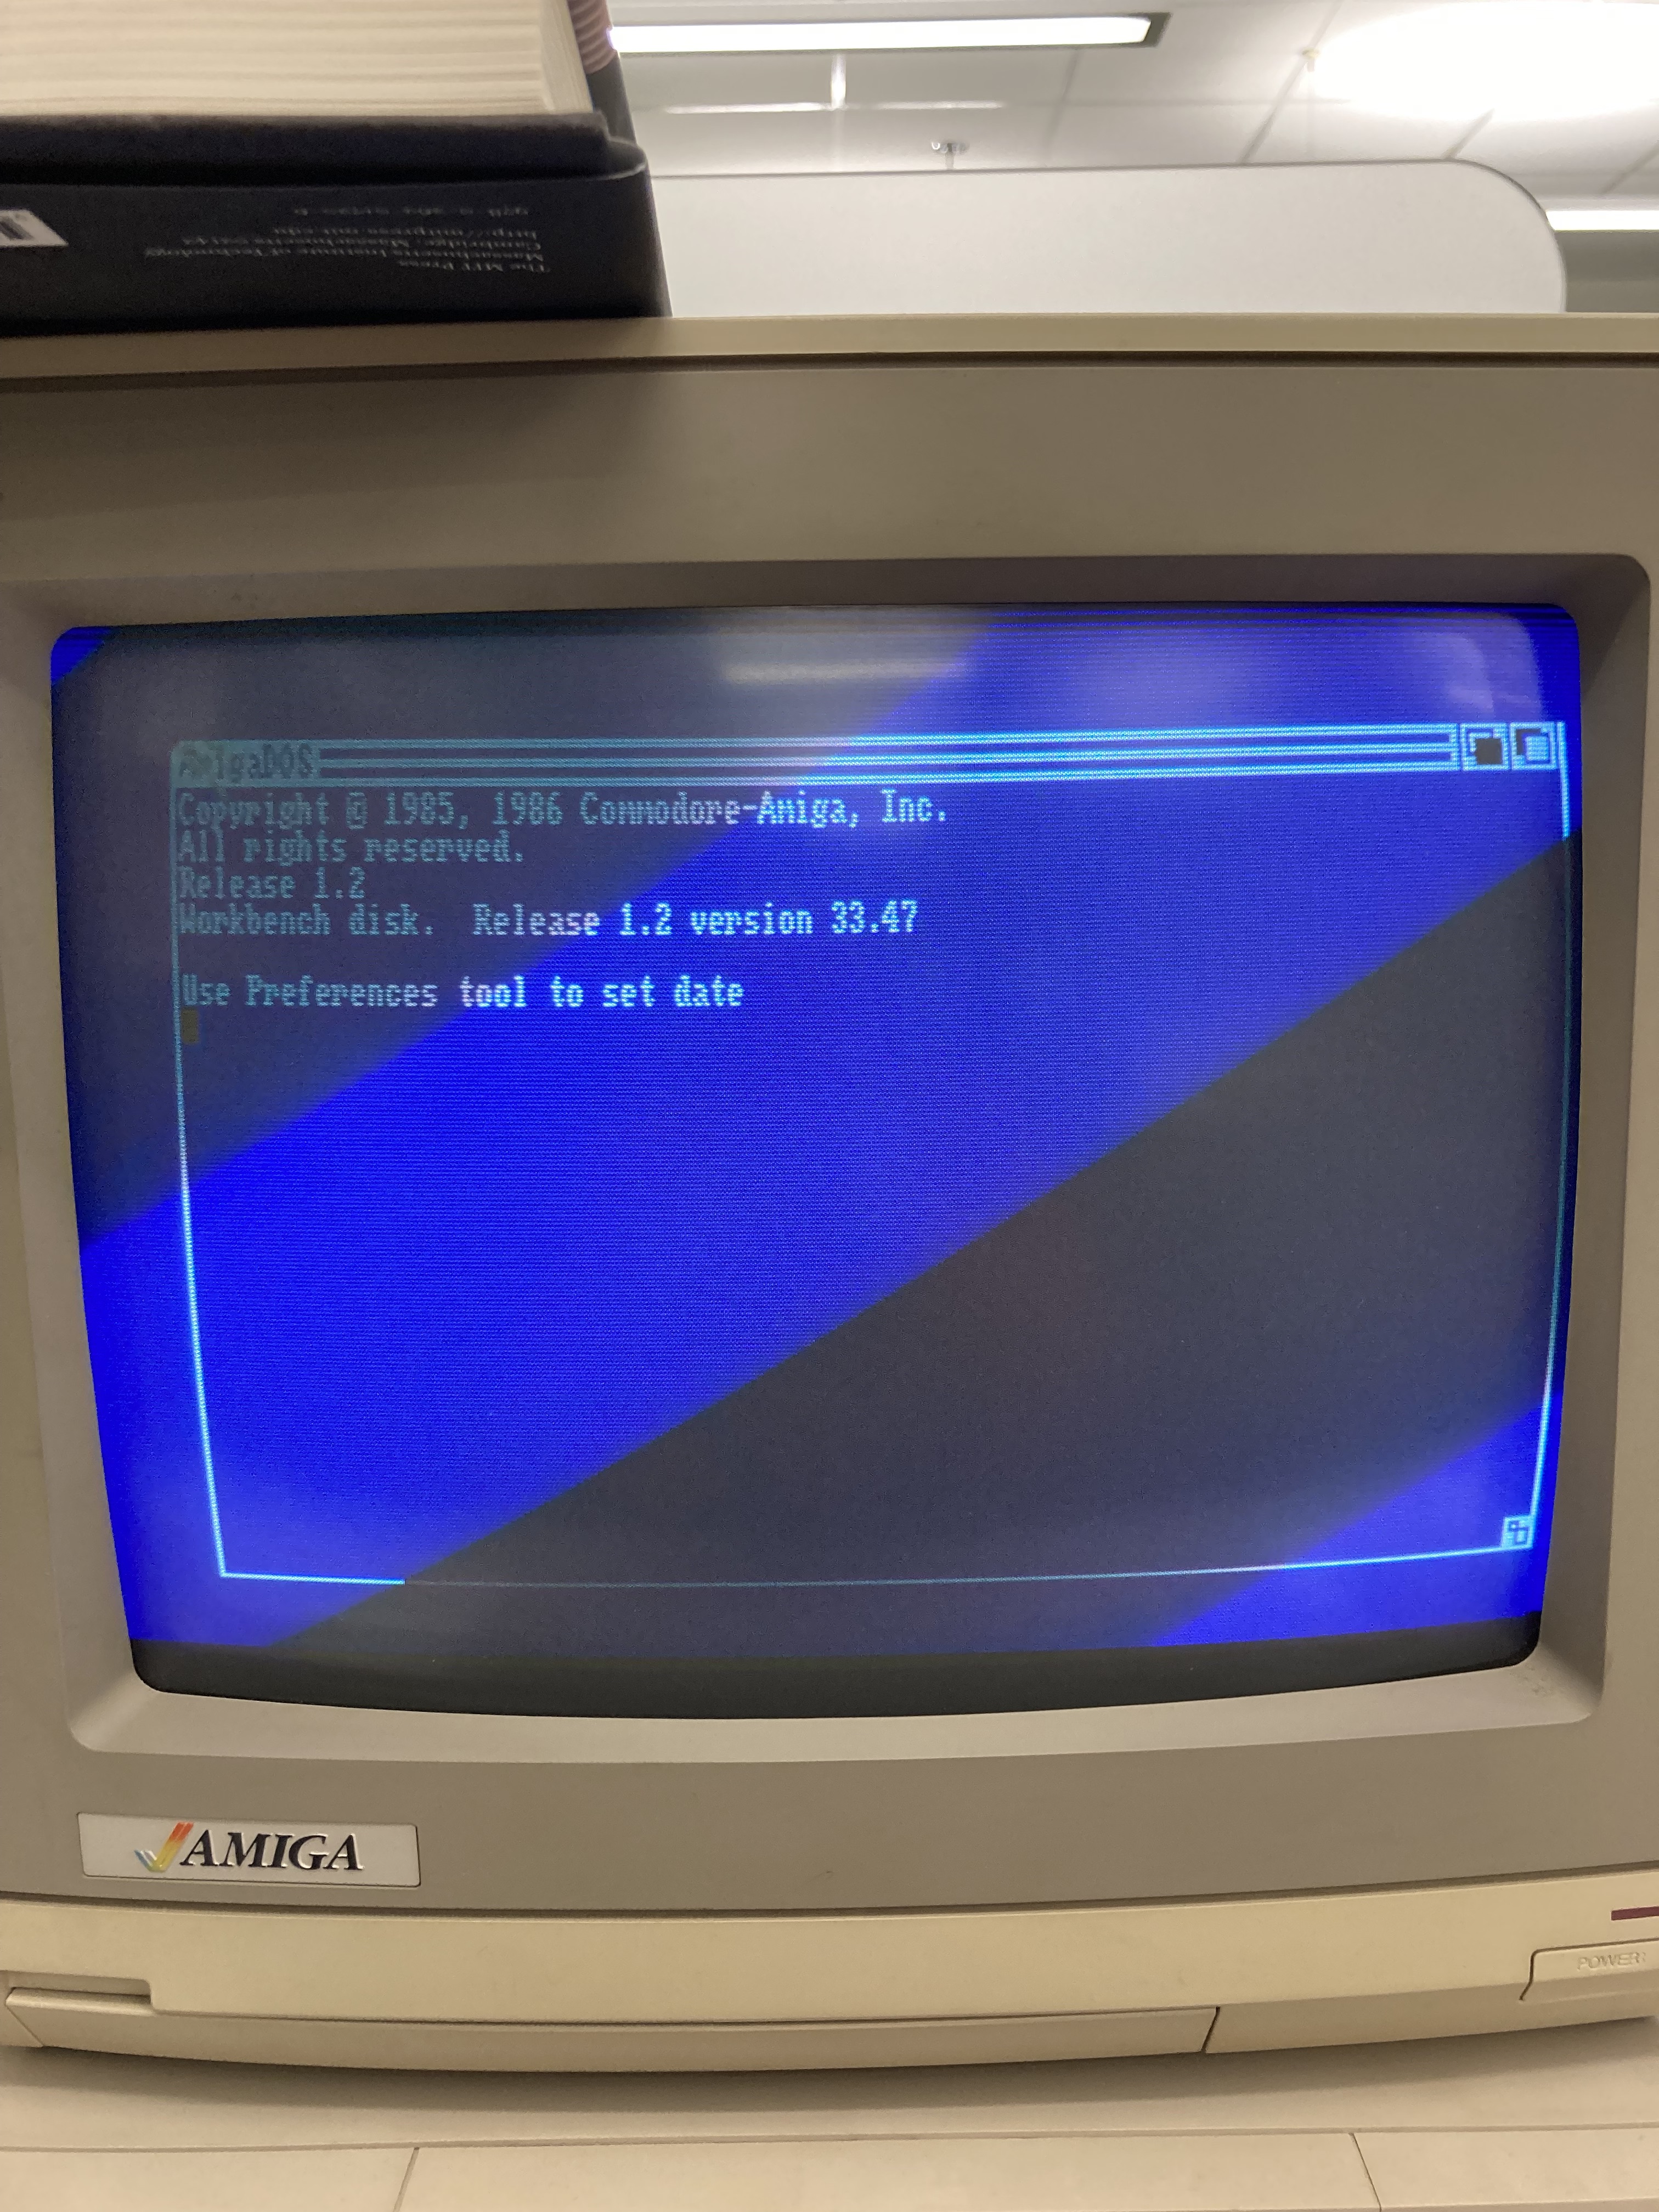 The MIT Press
Massachusetts Institute of Technology
Cambridge, Massachusetts
http://mitpress.mit.edu
AmigaDOS
Copyright @ 1985, 1986 Commodore-Amiga, Inc.
All rights reserved.
Release 1.2
Workbench disk.  Release 1.2 version 33.47
Use Preferences tool to set date
AMIGA
POWER